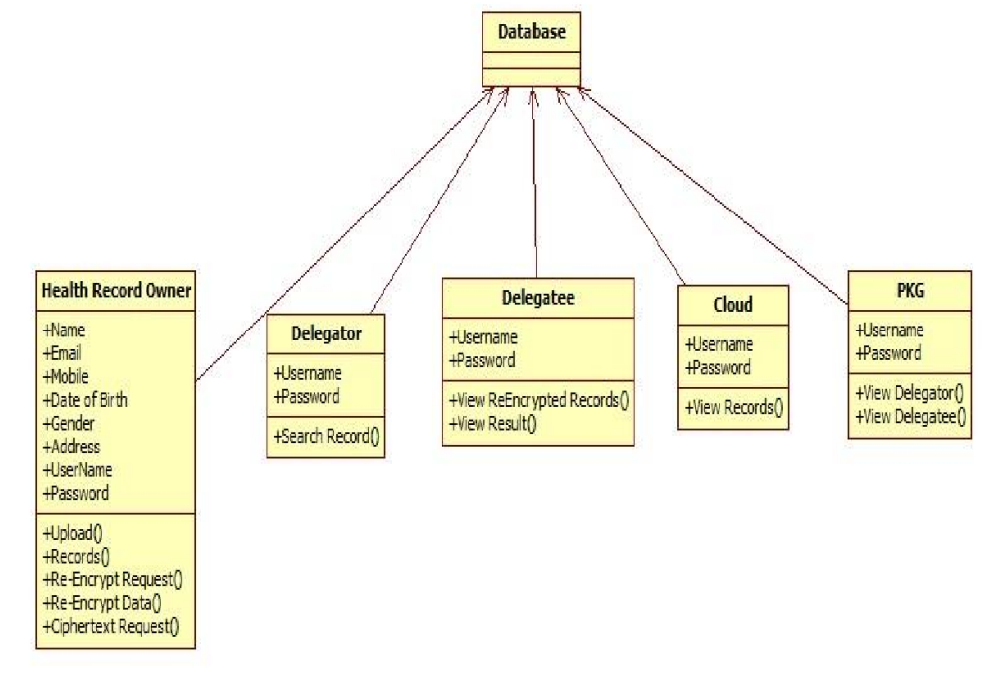 Database
Health Record Owner
+Name
+Email
+Mobile
+Date of Birth
+Gender
+Address
+UserName
+Password
+Upload()
+Records()
+Re-Encrypt Request()
+Re-Encrypt Data()
+Ciphertext Request()
Delegator
+Username
+Password
+Search Record()
Delegatee
+Username
+Password
+View ReEncrypted Records()
+View Result()
Cloud
+Username
+Password
+View Records()
PKG
+Username
+Password
+View Delegator()
+View Delegatee()